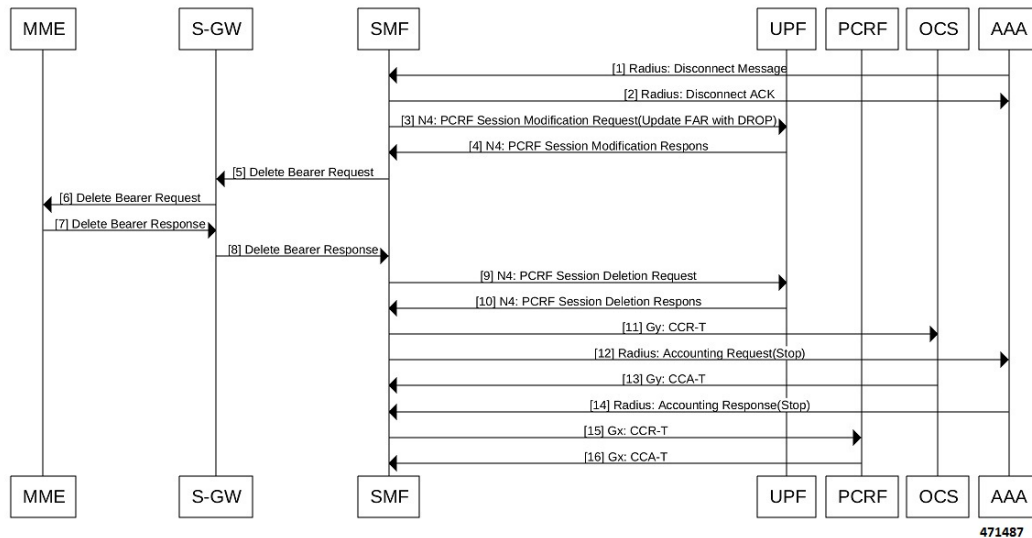 MME S-GW SMF UPF PCRF OCS AAA
[1] Radius: Disconnect Message
[2] Radius: Disconnect ACK
[3] N4: PCRF Session Modification Request(Update FAR with DROP)
[4] N4: PCRF Session Modification Respons
[5] Delete Bearer Request
[6] Delete Bearer Request
[7] Delete Bearer Response
[8] Delete Bearer Response
[9] N4: PCRF Session Deletion Request
[10] N4: PCRF Session Deletion Respons
[11] Gy: CCR-T
[12] Radius: Accounting Request(Stop)
[13] Gy: CCA-T
[14] Radius: Accounting Response(Stop)
[15] Gx: CCR-T
[16] Gx: CCA-T
MME S-GW SMF UPF PCRF OCS AAA
471487